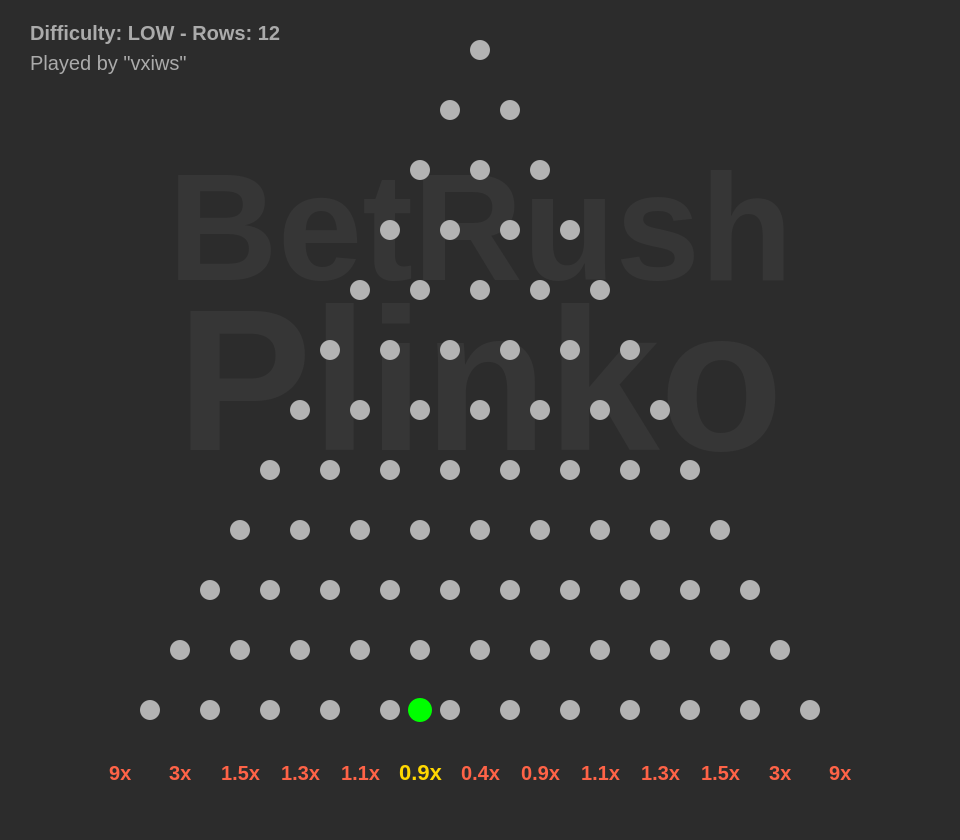 Difficulty: LOW - Rows: 12
Played by "vxiws"
BetRush
Plinko
9x 3x 1.5x 1.3x 1.1x 0.9x 0.4x 0.9x 1.1x 1.3x 1.5x 3x 9x